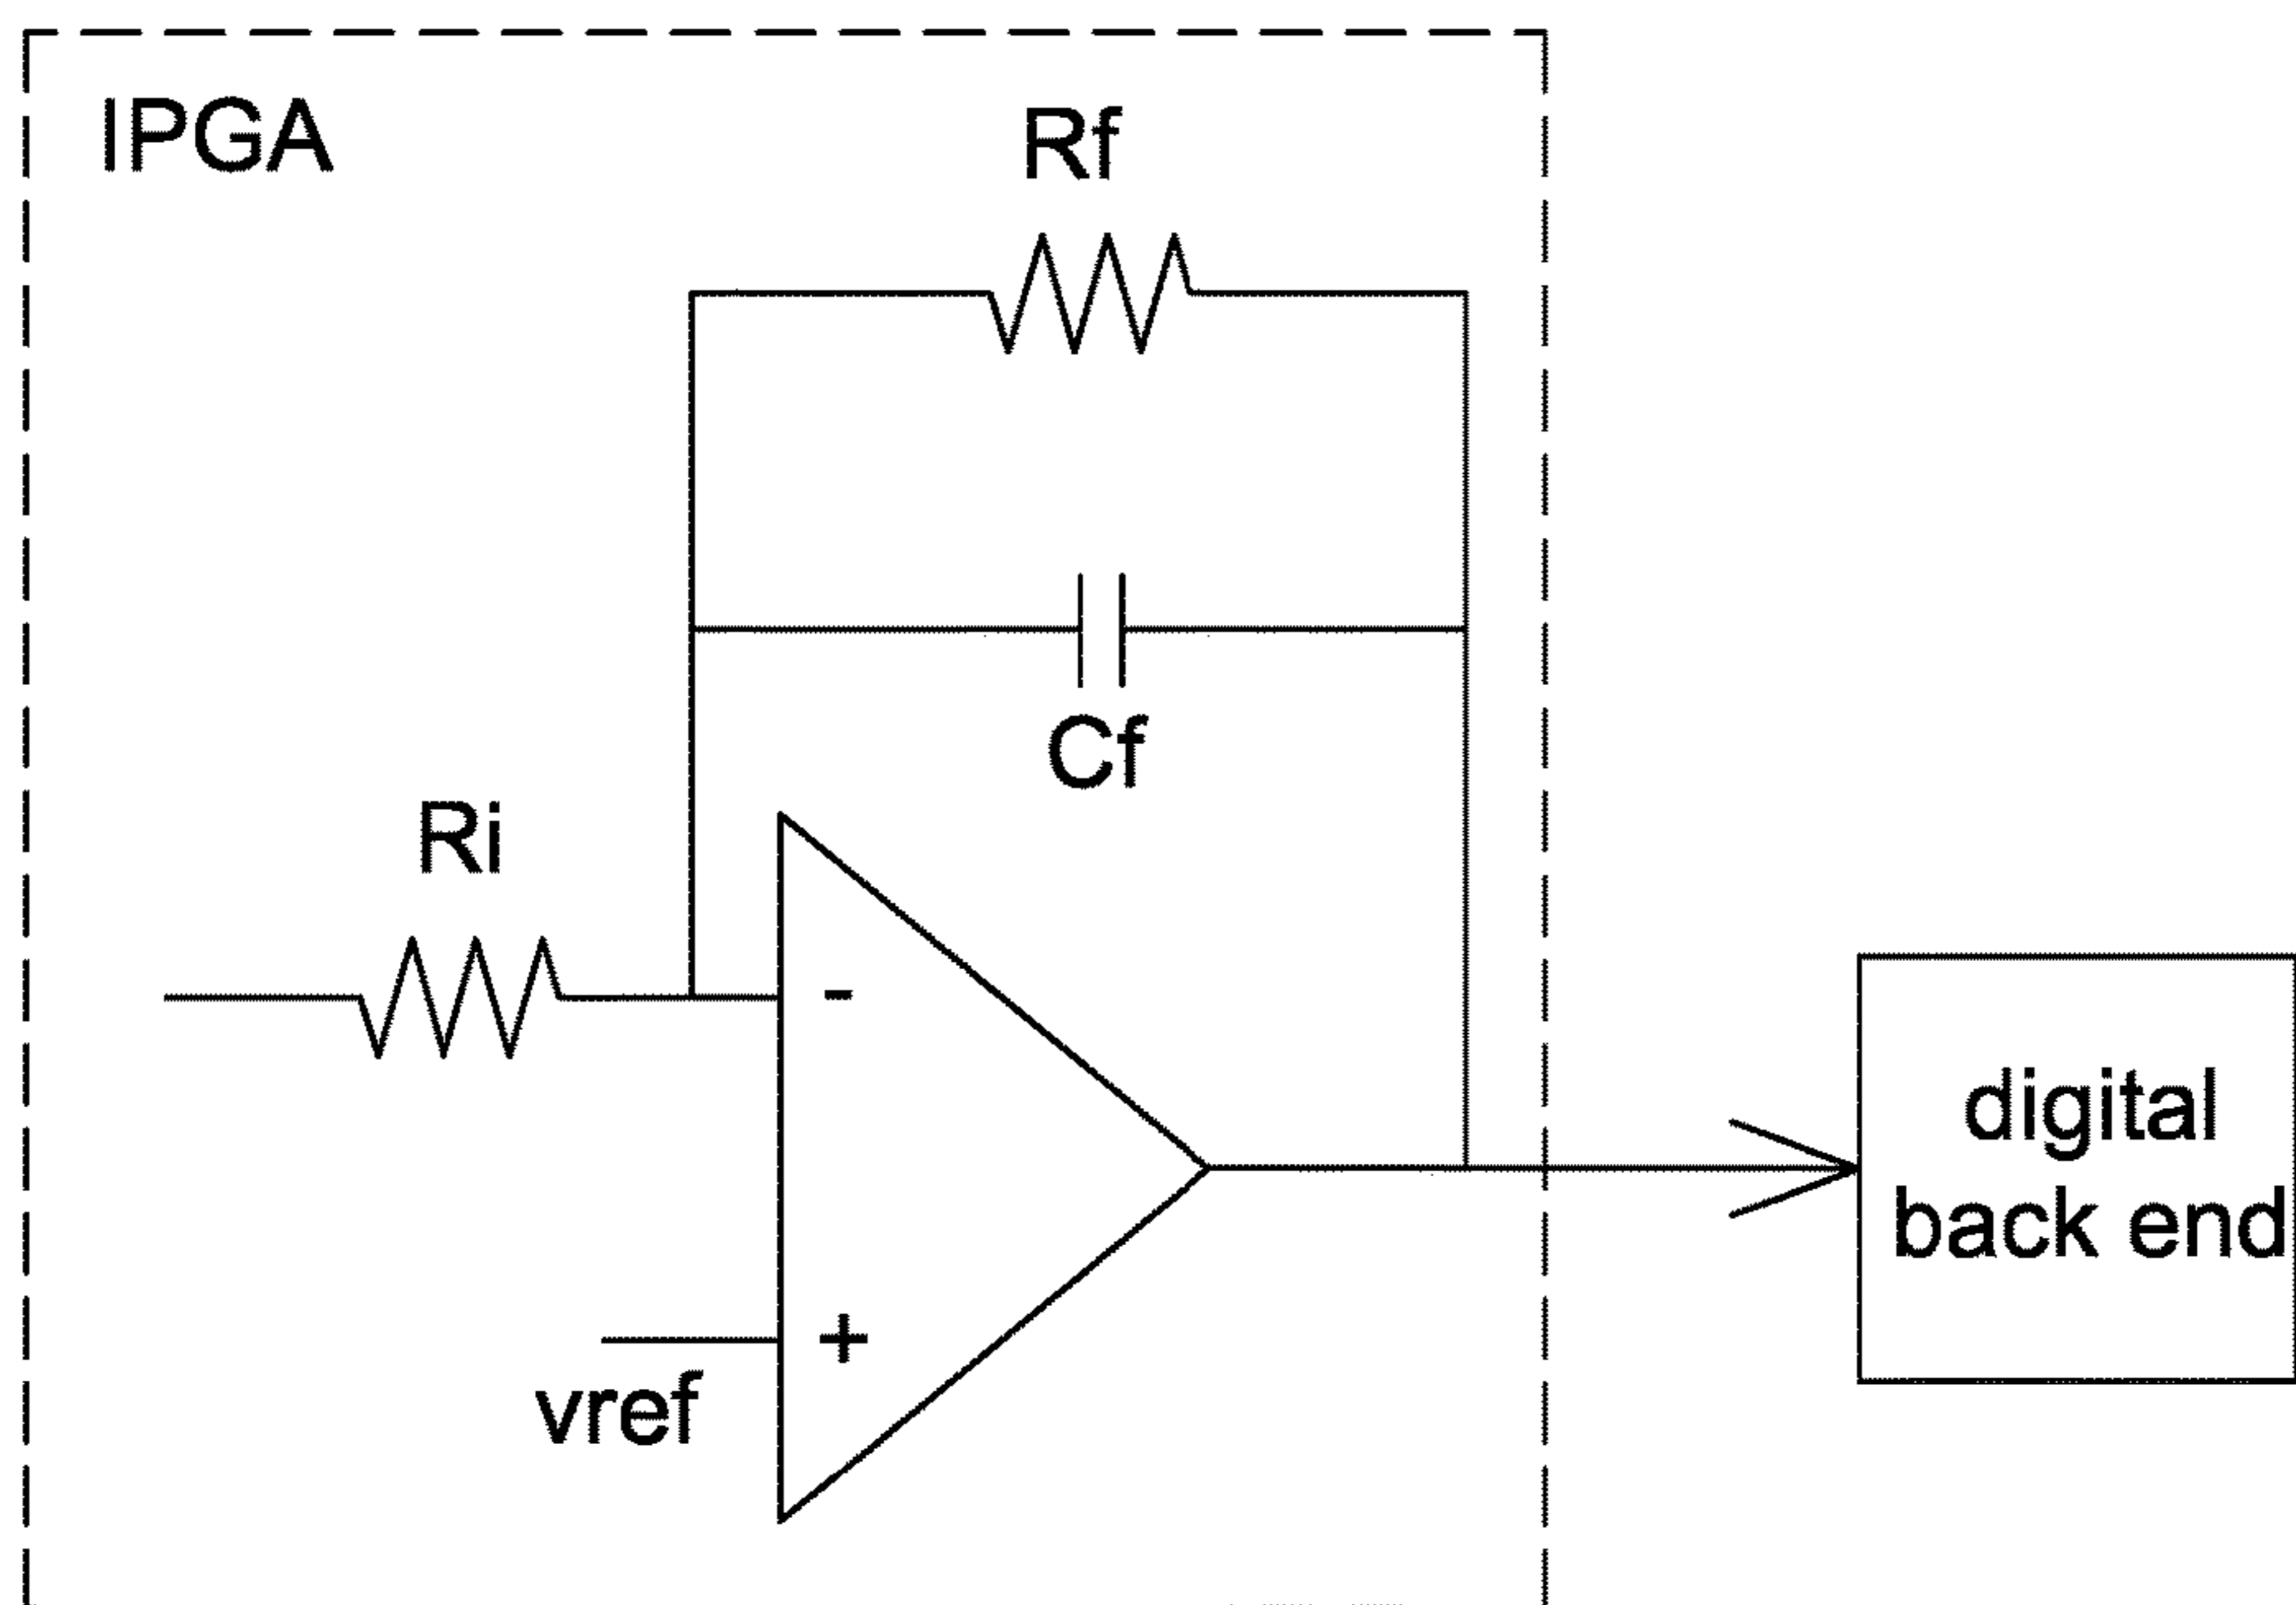 IPGA
Rf
Cf
Ri
-
+
vref
digital
back end